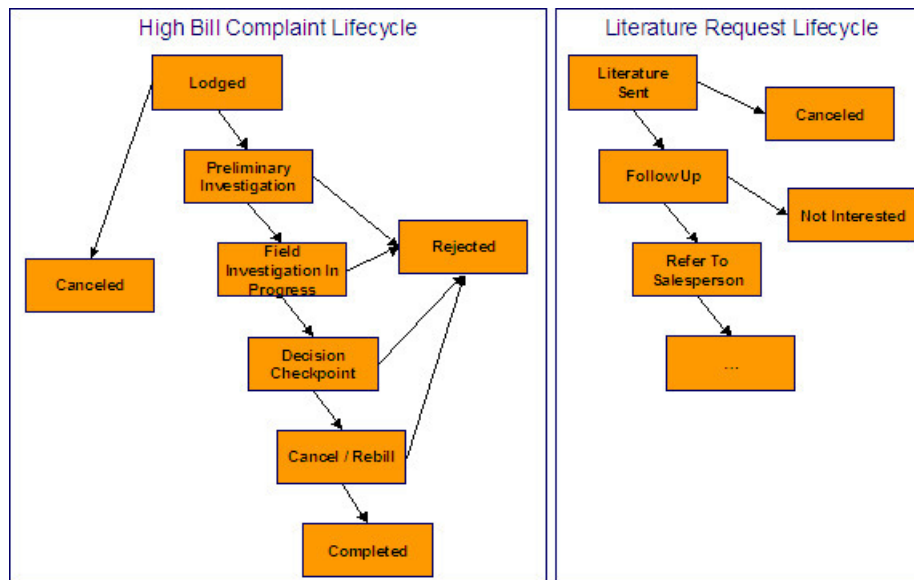 High Bill Complaint Lifecycle
Lodged
Preliminary
Investigation
Field
Investigation In
Progress
Rejected
Canceled
Decision
Checkpoint
Cancel / Rebill
Completed
Literature Request Lifecycle
Literature
Sent
Canceled
Follow Up
Not Interested
Refer To
Salesperson
...